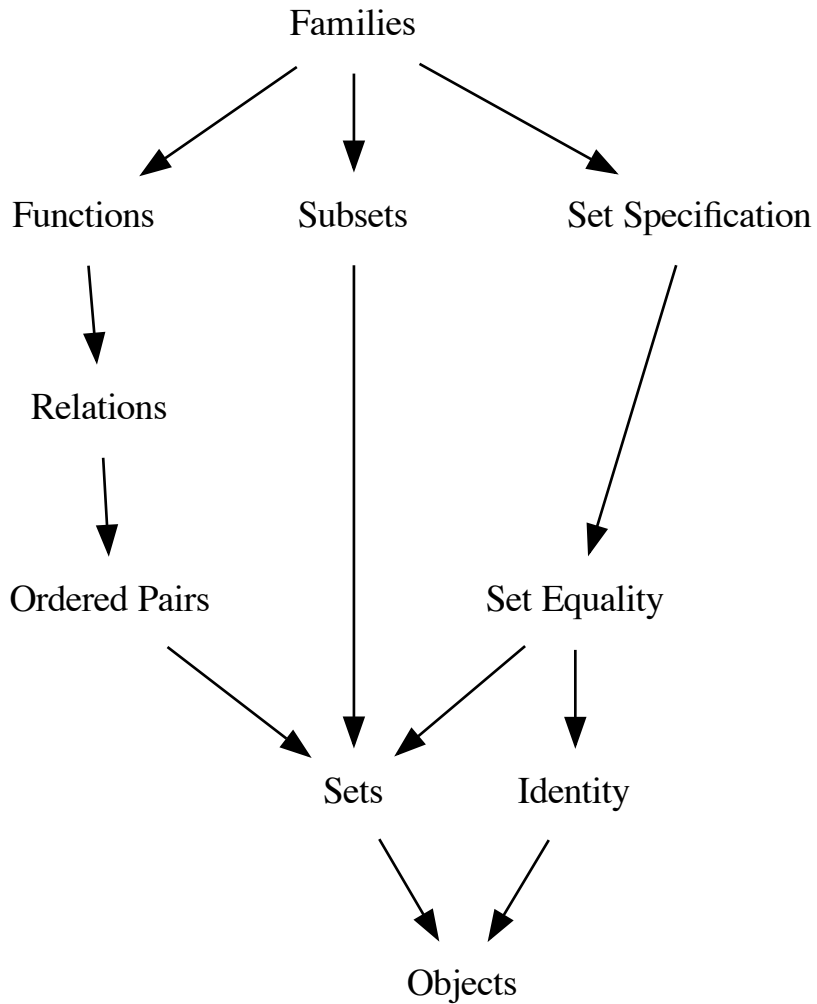 Families
Functions
Subsets
Set Specification
Relations
Ordered Pairs
Set Equality
Sets
Identity
Objects